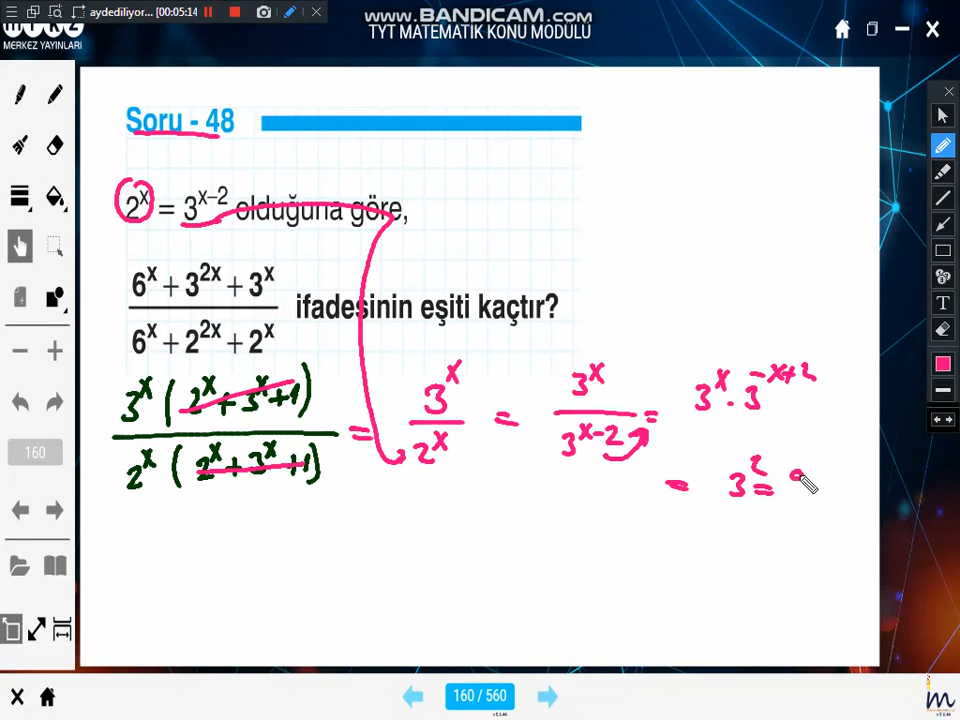 aydediliyor... [00:05:14
www.BANDICAM.com
MERKEZ YAYINLARI
TYT MATEMATİK KONU MODÜLÜ
Soru - 48
2^x = 3^{x–2} olduğuna göre,
6^x + 3^{2x} + 3^x
ifadesinin eşiti kaçtır?
6^x + 2^{2x} + 2^x
3^x (2^x + 3^x + 1) / 2^x (2^x + 3^x + 1) = 3^x / 2^x = 3^x / 3^{x-2} = 3^x . 3^{-x+2}
= 3^2 =
T
160
160 / 560